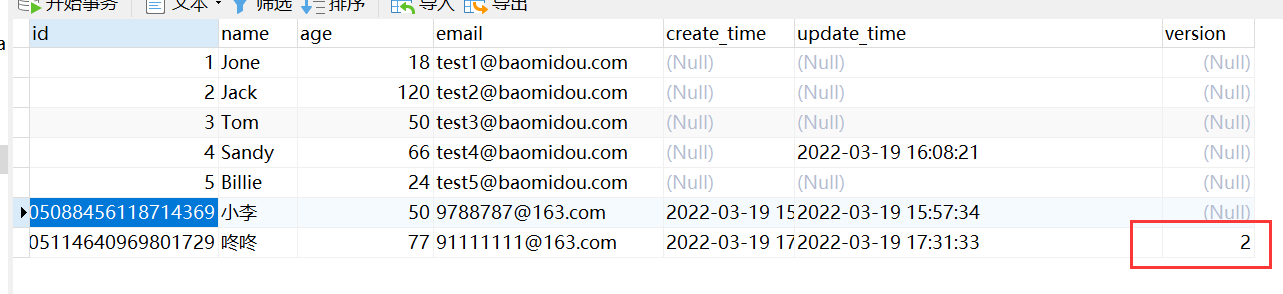 开始事务 文本 筛选 排序 导入 导出
a
id name age email create_time update_time version
1 Jone 18 test1@baomidou.com (Null) (Null) (Null)
2 Jack 120 test2@baomidou.com (Null) (Null) (Null)
3 Tom 50 test3@baomidou.com (Null) (Null) (Null)
4 Sandy 66 test4@baomidou.com (Null) 2022-03-19 16:08:21 (Null)
5 Billie 24 test5@baomidou.com (Null) (Null) (Null)
05088456118714369 小李 50 9788787@163.com 2022-03-19 15 2022-03-19 15:57:34 (Null)
05114640969801729 咚咚 77 91111111@163.com 2022-03-19 17 2022-03-19 17:31:33 2